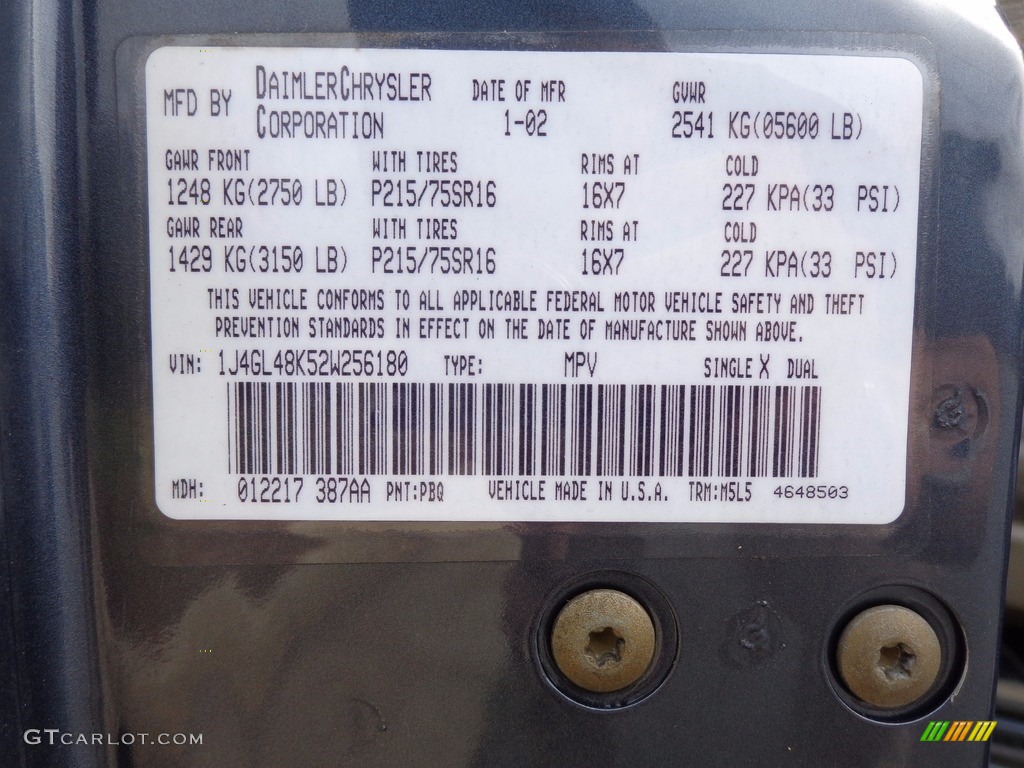 MFD BY DAIMLERCHRYSLER CORPORATION DATE OF MFR 1-02 GVWR 2541 KG(05600 LB)
GAWR FRONT WITH TIRES RIMS AT COLD
1248 KG(2750 LB) P215/75SR16 16X7 227 KPA(33 PSI)
GAWR REAR WITH TIRES RIMS AT COLD
1429 KG(3150 LB) P215/75SR16 16X7 227 KPA(33 PSI)
THIS VEHICLE CONFORMS TO ALL APPLICABLE FEDERAL MOTOR VEHICLE SAFETY AND THEFT
PREVENTION STANDARDS IN EFFECT ON THE DATE OF MANUFACTURE SHOWN ABOVE.
VIN: 1J4GL48K52W256180 TYPE: MPV SINGLE X DUAL
MDH: 012217 387AA PNT:PBQ VEHICLE MADE IN U.S.A. TRM:M5L5 4648503
GTCARLOT.COM